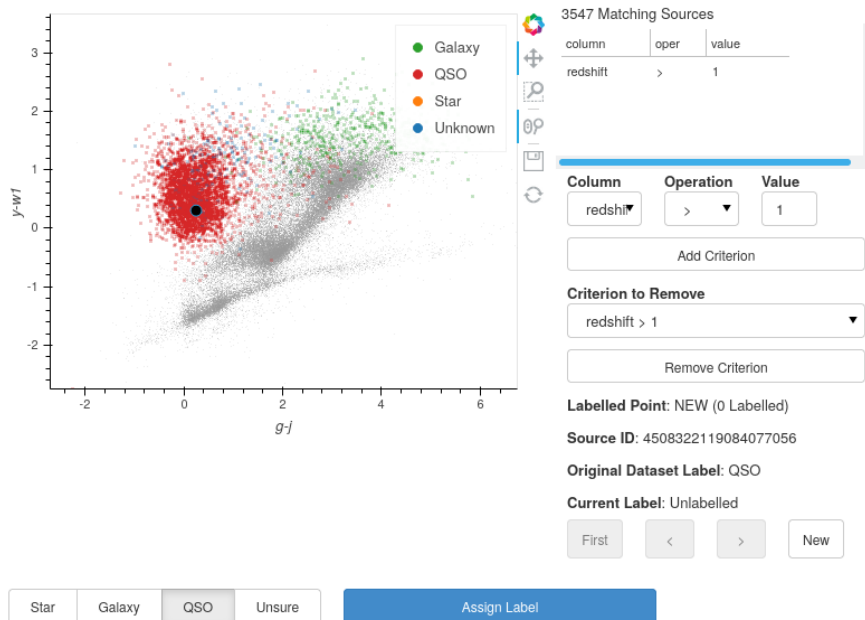 3547 Matching Sources
column oper value
redshift > 1
Galaxy
QSO
Star
Unknown
3
2
1
0
-1
-2
y-w1
-2 0 2 4 6
g-j
Column Operation Value
redshif > 1
Add Criterion
Criterion to Remove
redshift > 1
Remove Criterion
Labelled Point: NEW (0 Labelled)
Source ID: 4508322119084077056
Original Dataset Label: QSO
Current Label: Unlabelled
First < > New
Star Galaxy QSO Unsure Assign Label